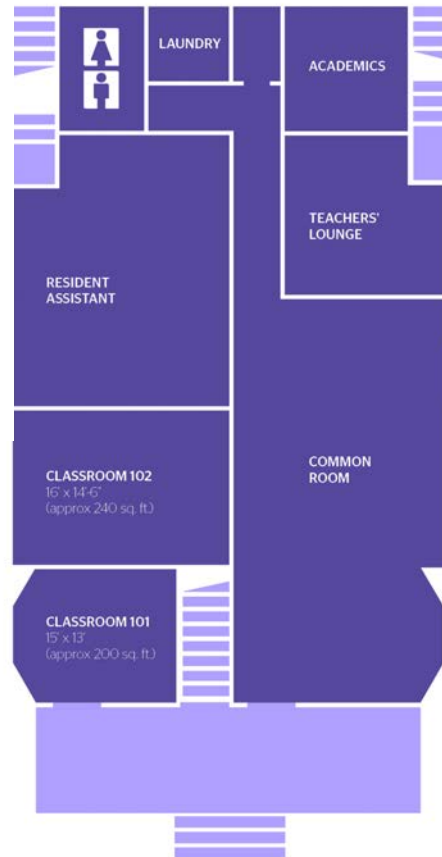 LAUNDRY
ACADEMICS
TEACHERS'
LOUNGE
RESIDENT
ASSISTANT
COMMON
ROOM
CLASSROOM 102
16' x 14'-6"
(approx 240 sq. ft.)
CLASSROOM 101
15' x 13'
(approx 200 sq. ft.)